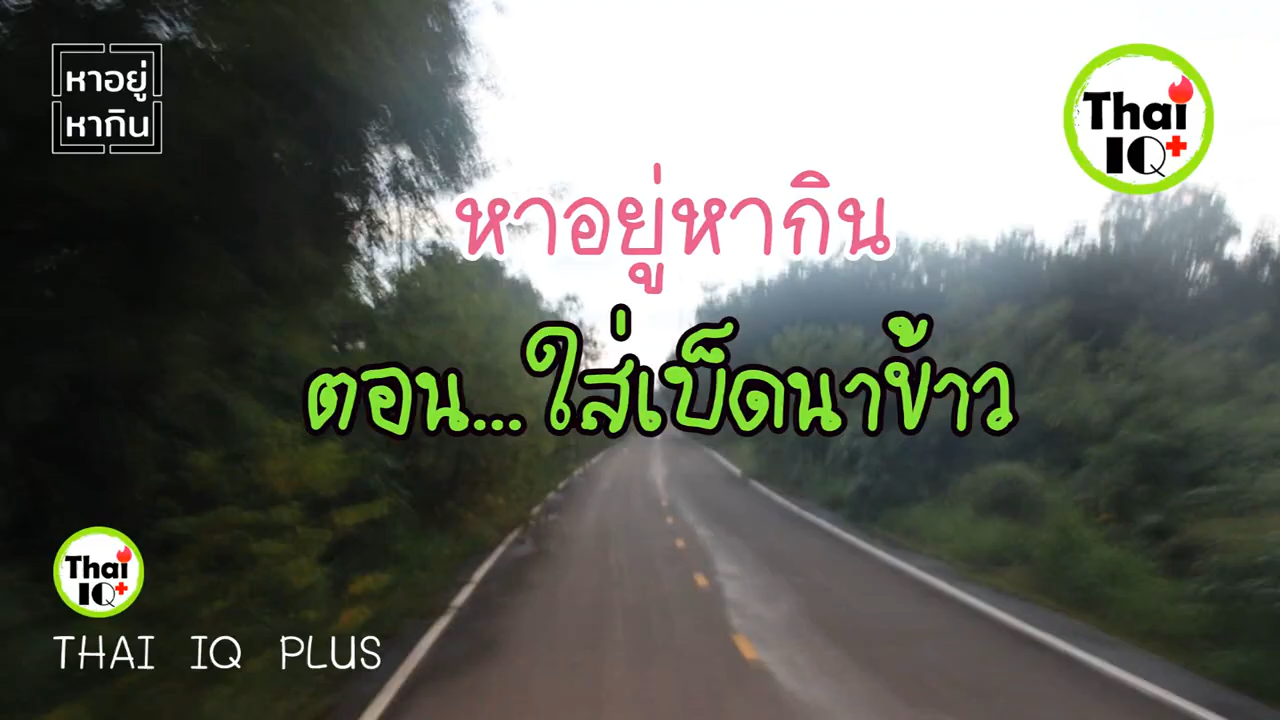 หาอยู่
หากิน
Thai
IQ+
หาอยู่หากิน
ตอน...ใส่เบ็ดนาข้าว
Thai
IQ+
THAI IQ PLUS